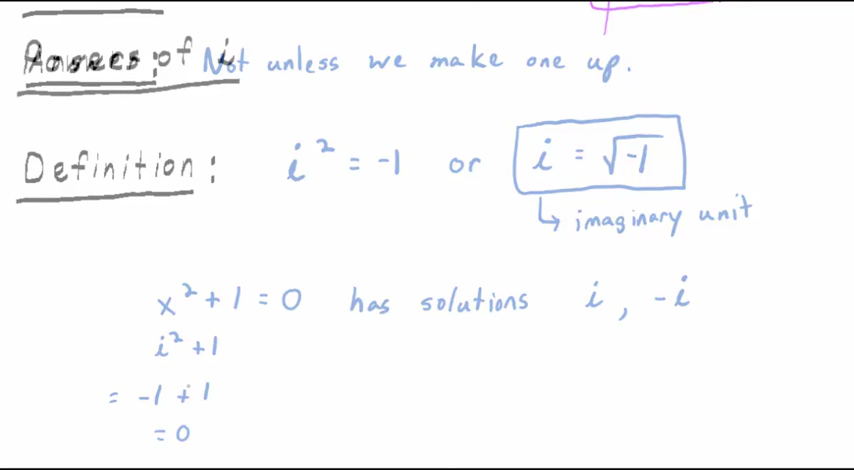 of i Not unless we make one up.
Definition: i² = -1 or i = √-1
↳ imaginary unit
x² + 1 = 0 has solutions i, -i
i² + 1
= -1 + 1
= 0